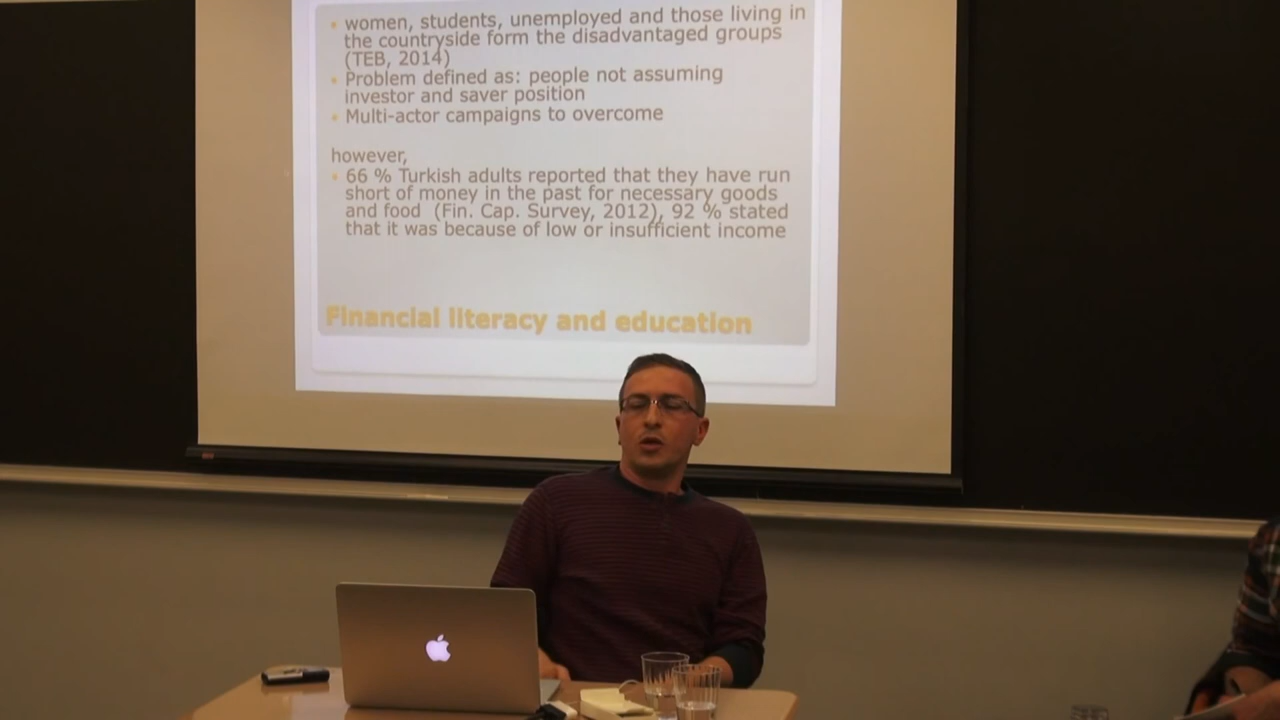 women, students, unemployed and those living in
the countryside form the disadvantaged groups
(TEB, 2014)
Problem defined as: people not assuming
investor and saver position
Multi-actor campaigns to overcome
however,
66 % Turkish adults reported that they have run
short of money in the past for necessary goods
and food (Fin. Cap. Survey, 2012), 92 % stated
that it was because of low or insufficient income
Financial literacy and education